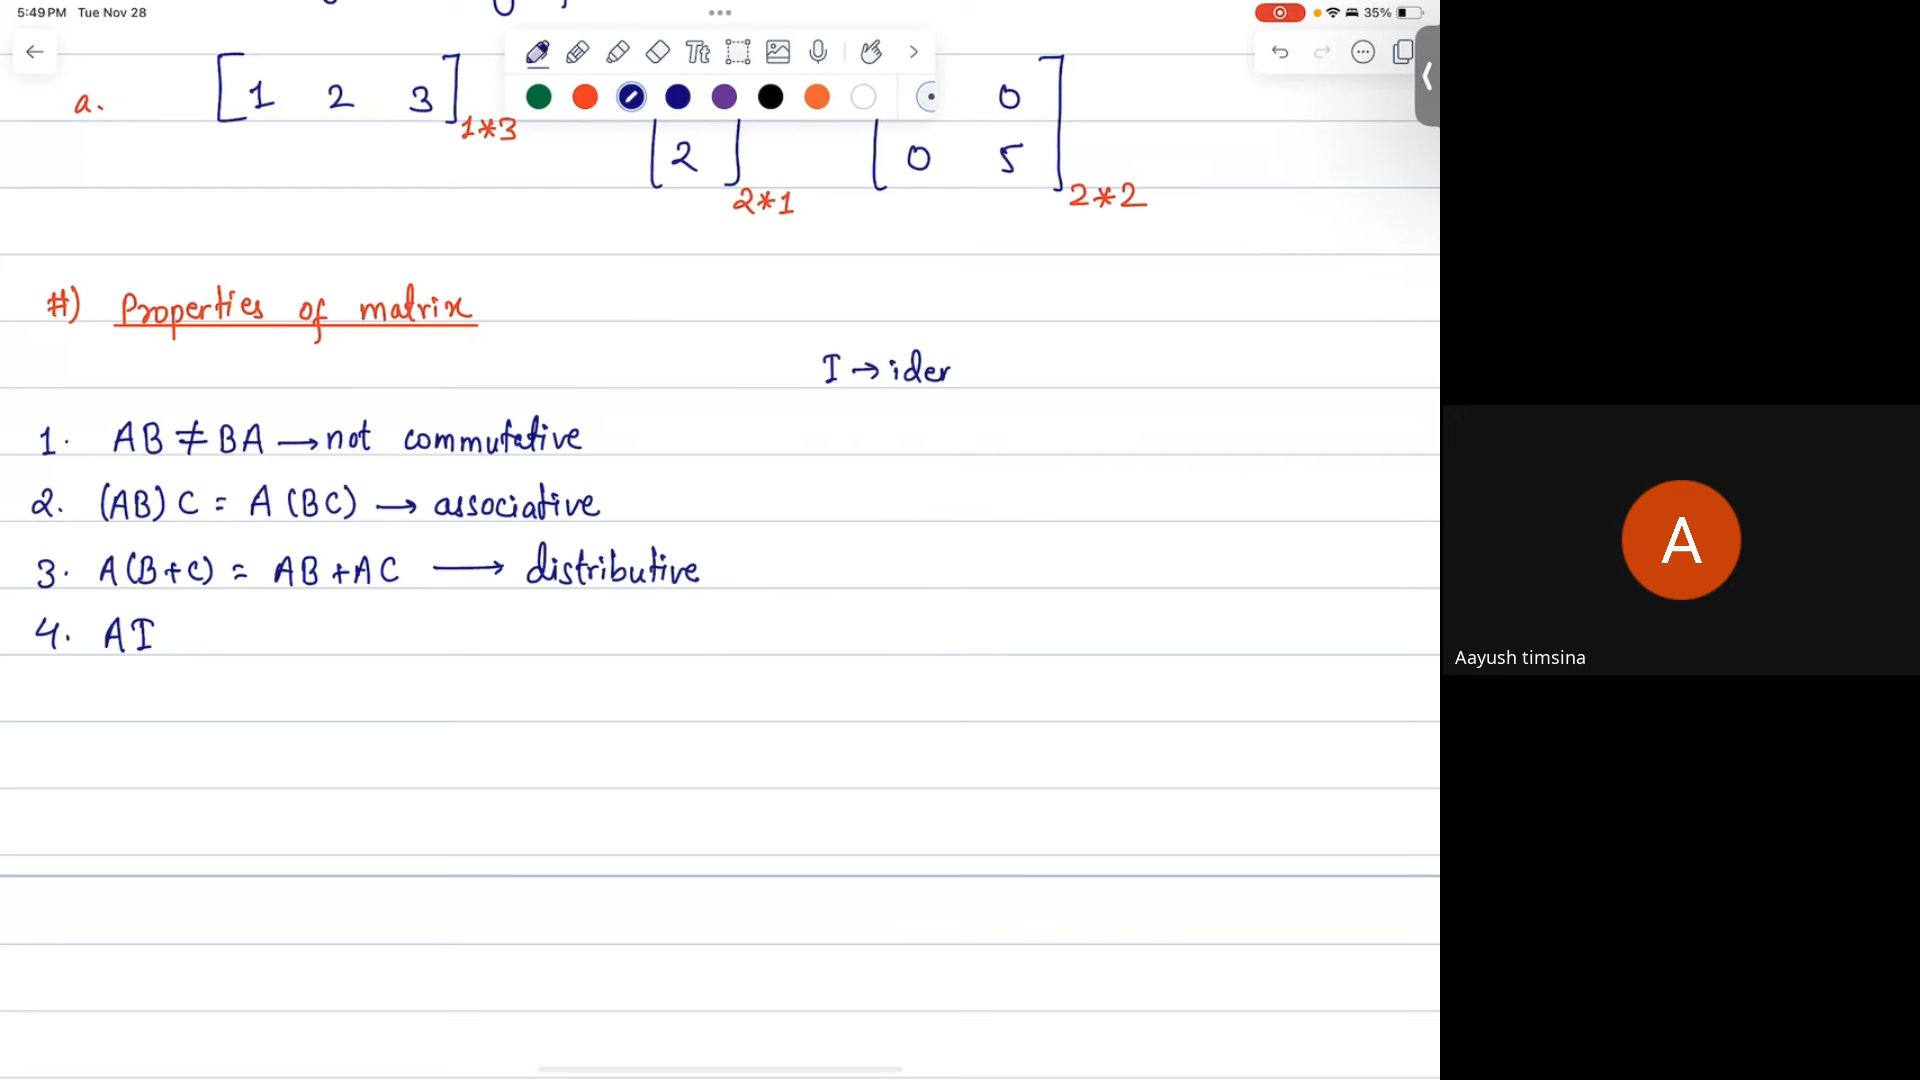 5:49 PM Tue Nov 28
35%
Tt
a. [1 2 3] 1*3 0
[2] 2*1 [0 5] 2*2
#) Properties of matrix
I → ider
1. AB ≠ BA → not commutative
2. (AB) C = A (BC) → associative
3. A(B+C) = AB + AC → distributive
4. AI
A
Aayush timsina